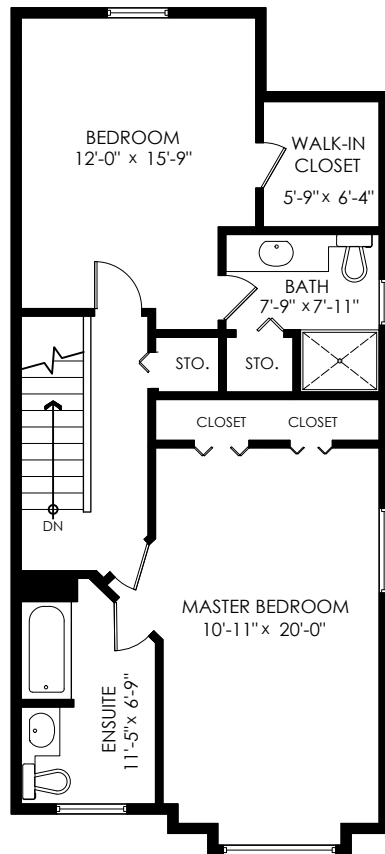 BEDROOM
12'-0" x 15'-9"
WALK-IN
CLOSET
5'-9" x 6'-4"
BATH
7'-9" x 7'-11"
STO.
STO.
CLOSET
CLOSET
DN
MASTER BEDROOM
10'-11" x 20'-0"
ENSUITE
11'-5" x 6'-9"